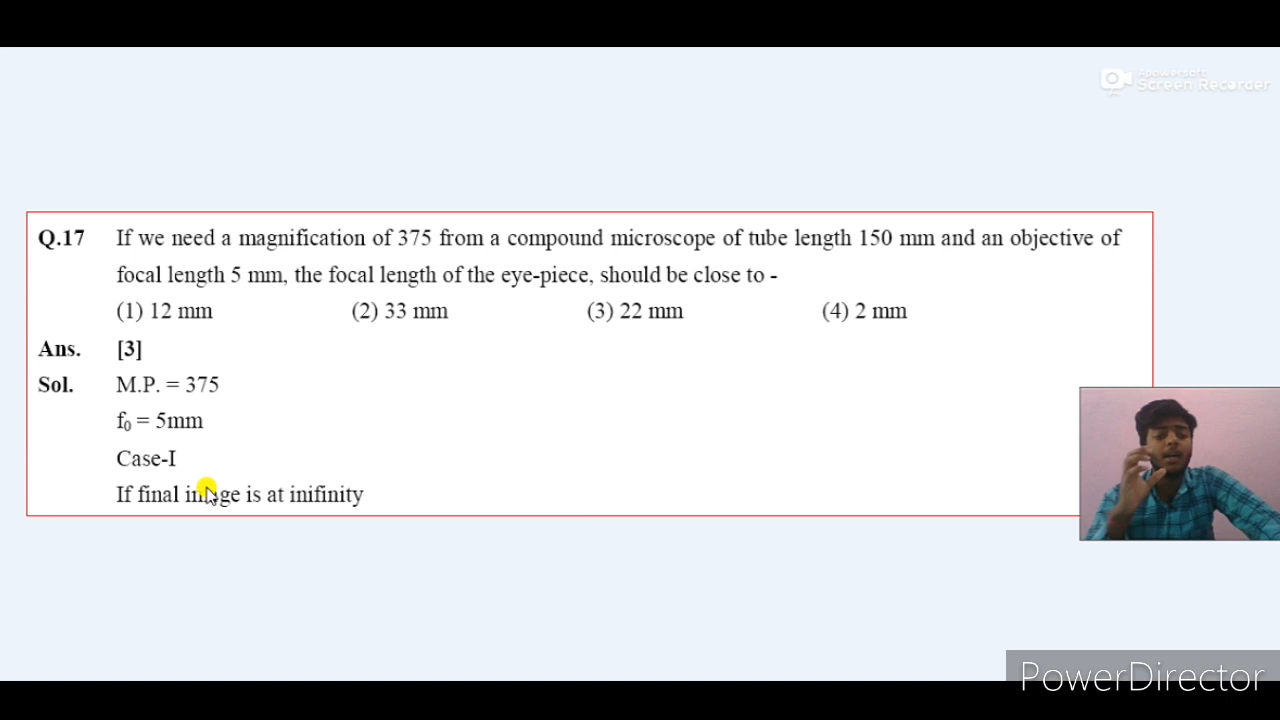 Apowersoft
Screen Recorder
Q.17 If we need a magnification of 375 from a compound microscope of tube length 150 mm and an objective of
focal length 5 mm, the focal length of the eye-piece, should be close to -
(1) 12 mm (2) 33 mm (3) 22 mm (4) 2 mm
Ans. [3]
Sol. M.P. = 375
f₀ = 5mm
Case-I
If final image is at inifinity
PowerDirector